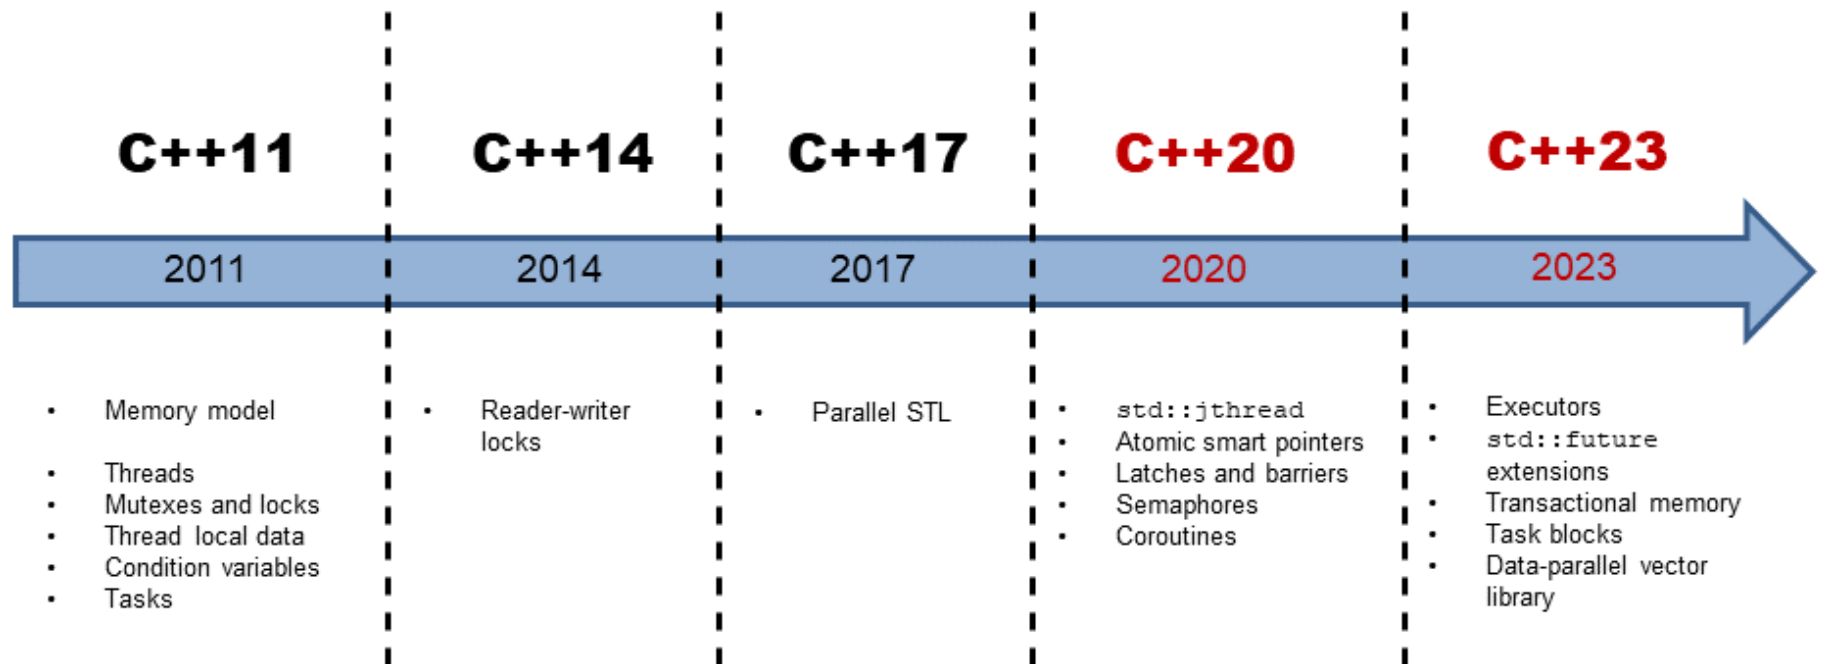 C++11
C++14
C++17
C++20
C++23
2011
2014
2017
2020
2023
• Memory model
• Threads
• Mutexes and locks
• Thread local data
• Condition variables
• Tasks
• Reader-writer
locks
• Parallel STL
• std::jthread
• Atomic smart pointers
• Latches and barriers
• Semaphores
• Coroutines
• Executors
• std::future
extensions
• Transactional memory
• Task blocks
• Data-parallel vector
library